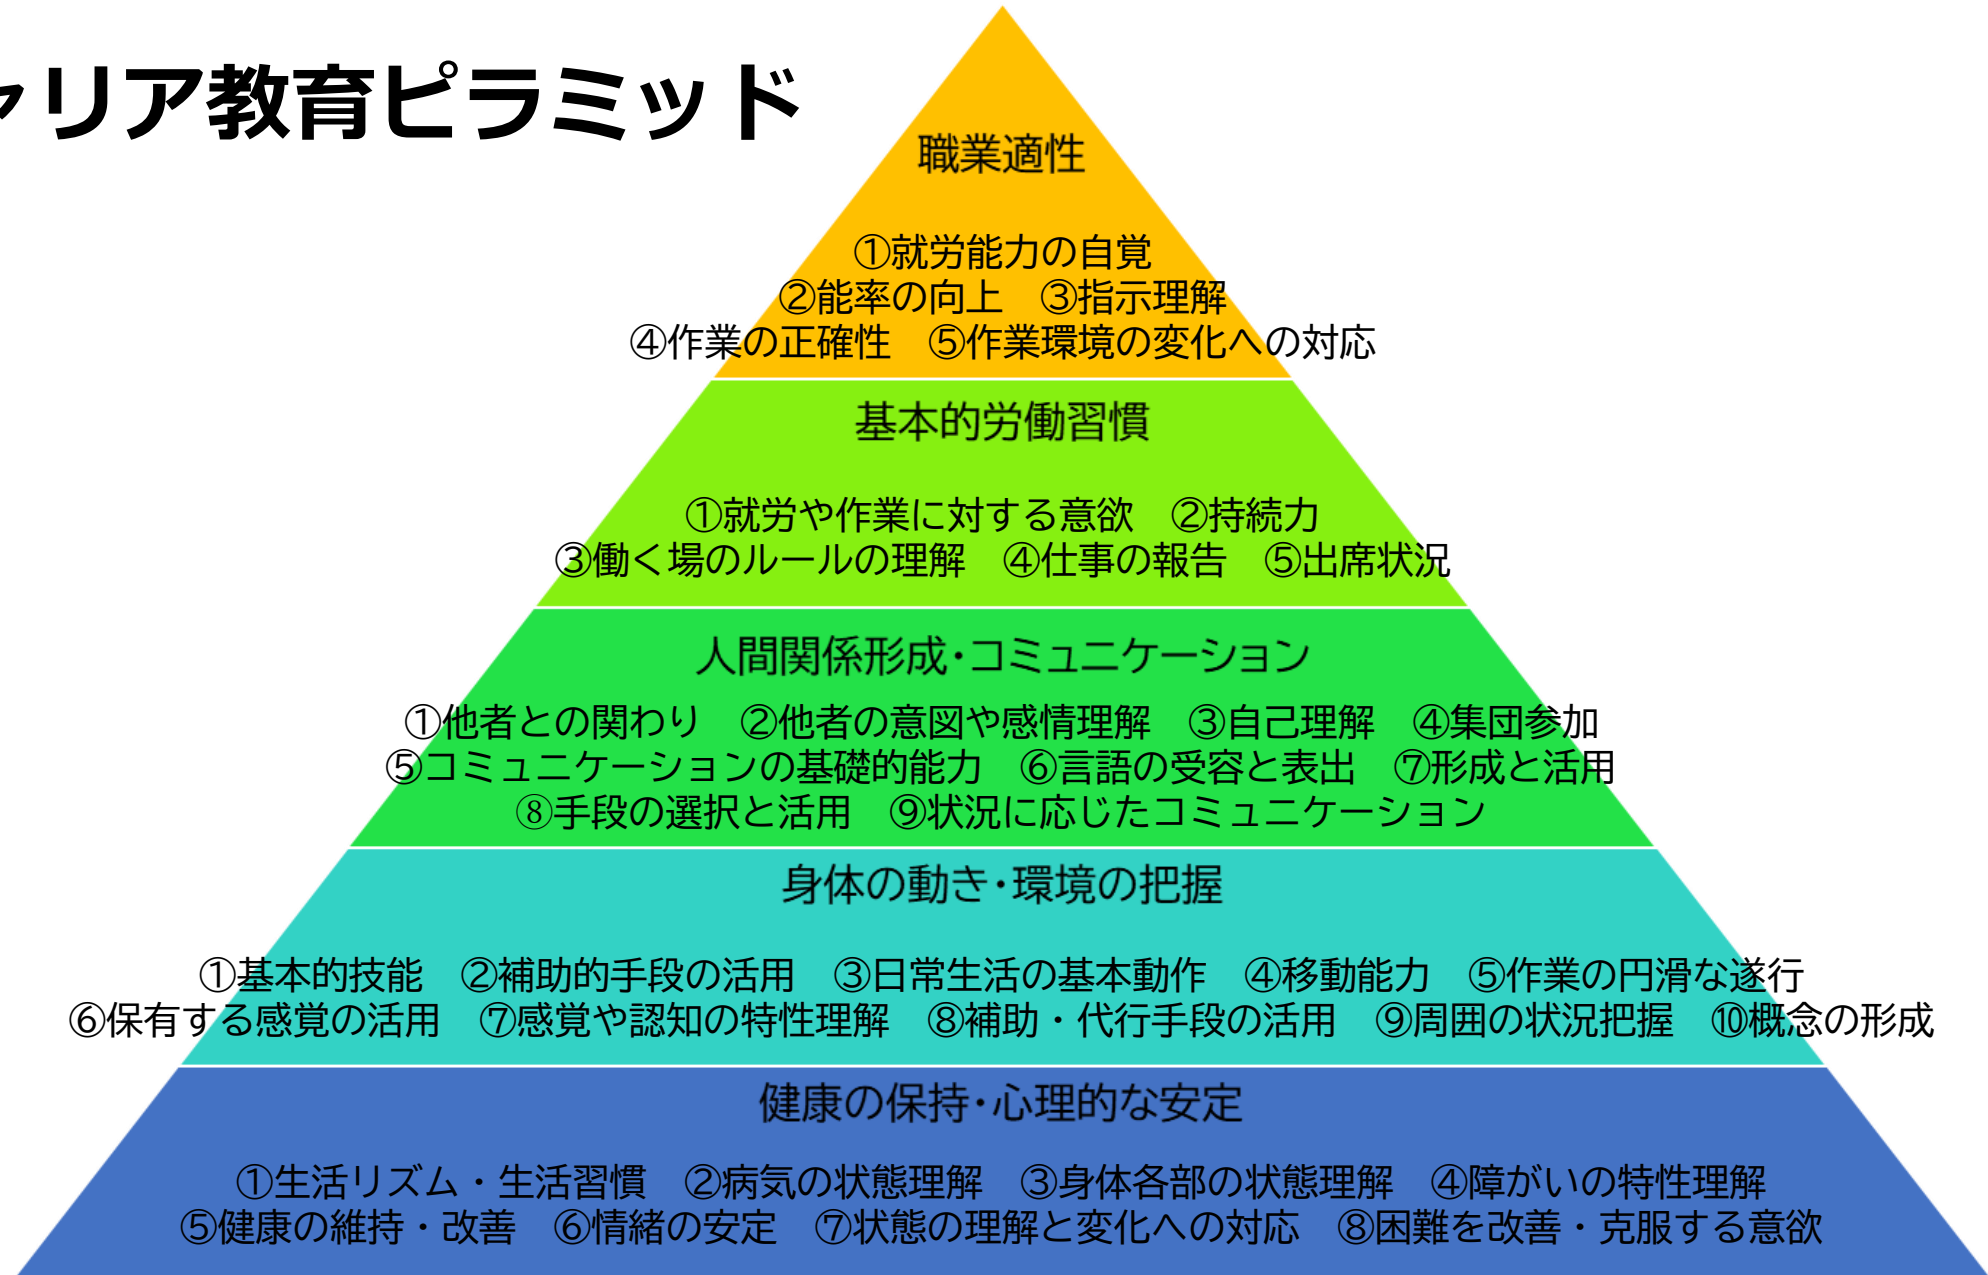 ャリア教育ピラミッド
職業適性
①就労能力の自覚
②能率の向上　③指示理解
④作業の正確性　⑤作業環境の変化への対応
基本的労働習慣
①就労や作業に対する意欲　②持続力
③働く場のルールの理解　④仕事の報告　⑤出席状況
人間関係形成・コミュニケーション
①他者との関わり　②他者の意図や感情理解　③自己理解　④集団参加
⑤コミュニケーションの基礎的能力　⑥言語の受容と表出　⑦形成と活用
⑧手段の選択と活用　⑨状況に応じたコミュニケーション
身体の動き・環境の把握
①基本的技能　②補助的手段の活用　③日常生活の基本動作　④移動能力　⑤作業の円滑な遂行
⑥保有する感覚の活用　⑦感覚や認知の特性理解　⑧補助・代行手段の活用　⑨周囲の状況把握　⑩概念の形成
健康の保持・心理的な安定
①生活リズム・生活習慣　②病気の状態理解　③身体各部の状態理解　④障がいの特性理解
⑤健康の維持・改善　⑥情緒の安定　⑦状態の理解と変化への対応　⑧困難を改善・克服する意欲